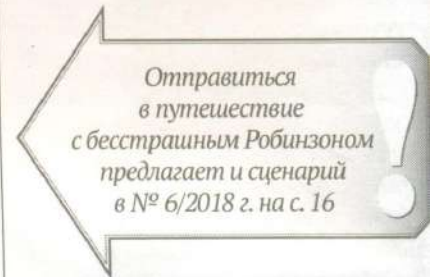 Отправиться
в путешествие
с бесстрашным Робинзоном
предлагает и сценарий
в № 6/2018 г. на с. 16
!